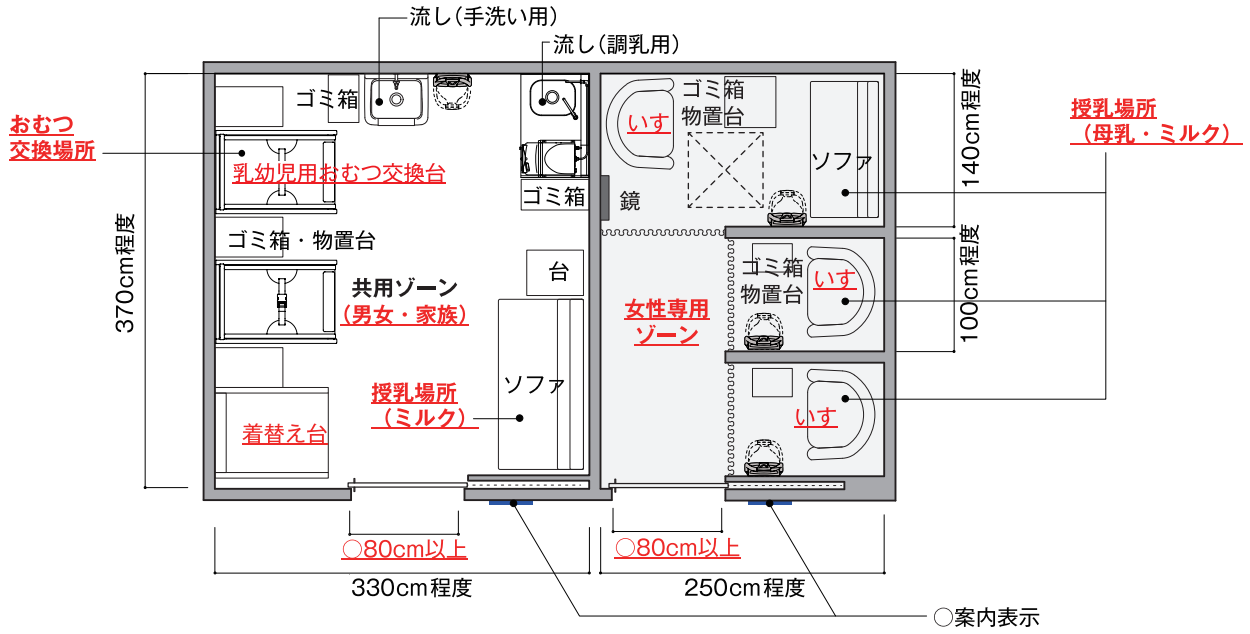 流し（手洗い用）
流し（調乳用）
ゴミ箱
ゴミ箱
物置台
いす
ソファ
140cm程度
授乳場所
（母乳・ミルク）
おむつ
交換場所
乳幼児用おむつ交換台
ゴミ箱
鏡
ゴミ箱・物置台
台
共用ゾーン
（男女・家族）
370cm程度
女性専用
ゾーン
ゴミ箱
物置台
いす
100cm程度
ソファ
授乳場所
（ミルク）
着替え台
いす
○80cm以上
○80cm以上
330cm程度
250cm程度
○案内表示